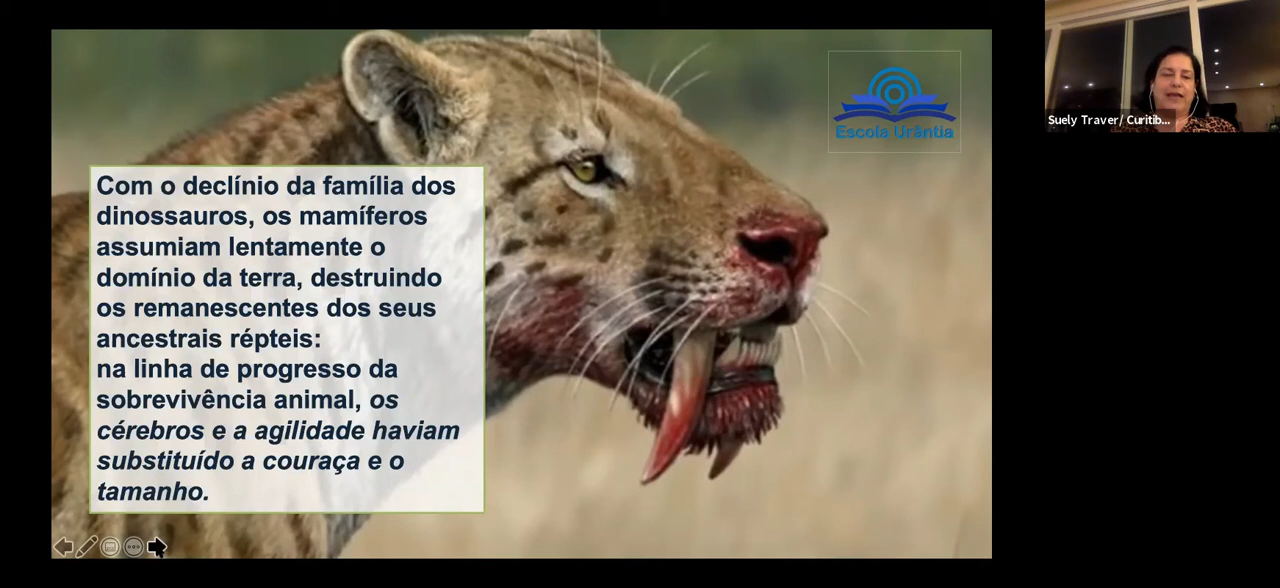 Escola Urântia
Com o declínio da família dos
dinossauros, os mamíferos
assumiam lentamente o
domínio da terra, destruindo
os remanescentes dos seus
ancestrais répteis:
na linha de progresso da
sobrevivência animal, os
cérebros e a agilidade haviam
substituído a couraça e o
tamanho.
Suely Traver/ Curitib...